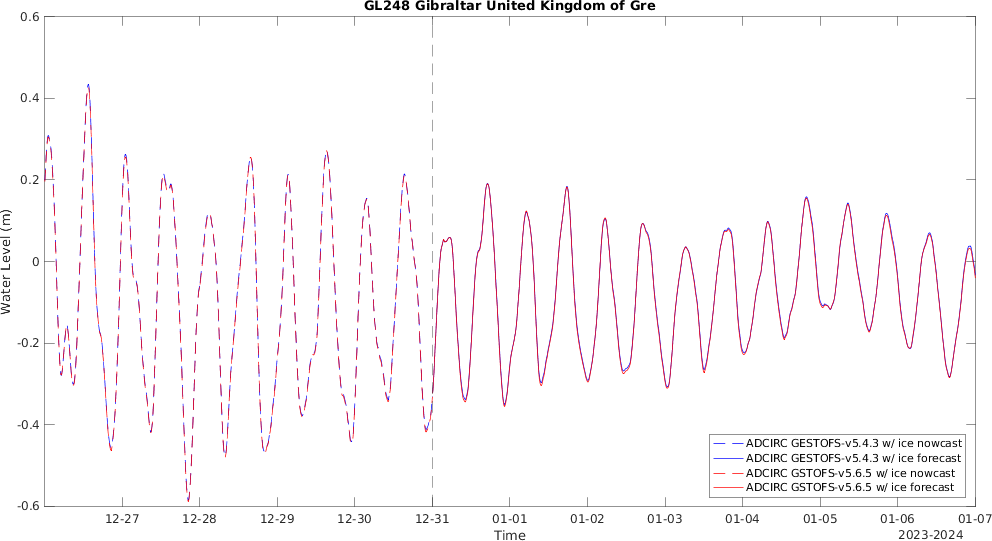 GL248 Gibraltar United Kingdom of Gre
Water Level (m)
0.6
0.4
0.2
0
-0.2
-0.4
-0.6
12-27 12-28 12-29 12-30 12-31 01-01 01-02 01-03 01-04 01-05 01-06 01-07
Time
2023-2024
ADCIRC GESTOFS-v5.4.3 w/ ice nowcast
ADCIRC GESTOFS-v5.4.3 w/ ice forecast
ADCIRC GSTOFS-v5.6.5 w/ ice nowcast
ADCIRC GSTOFS-v5.6.5 w/ ice forecast